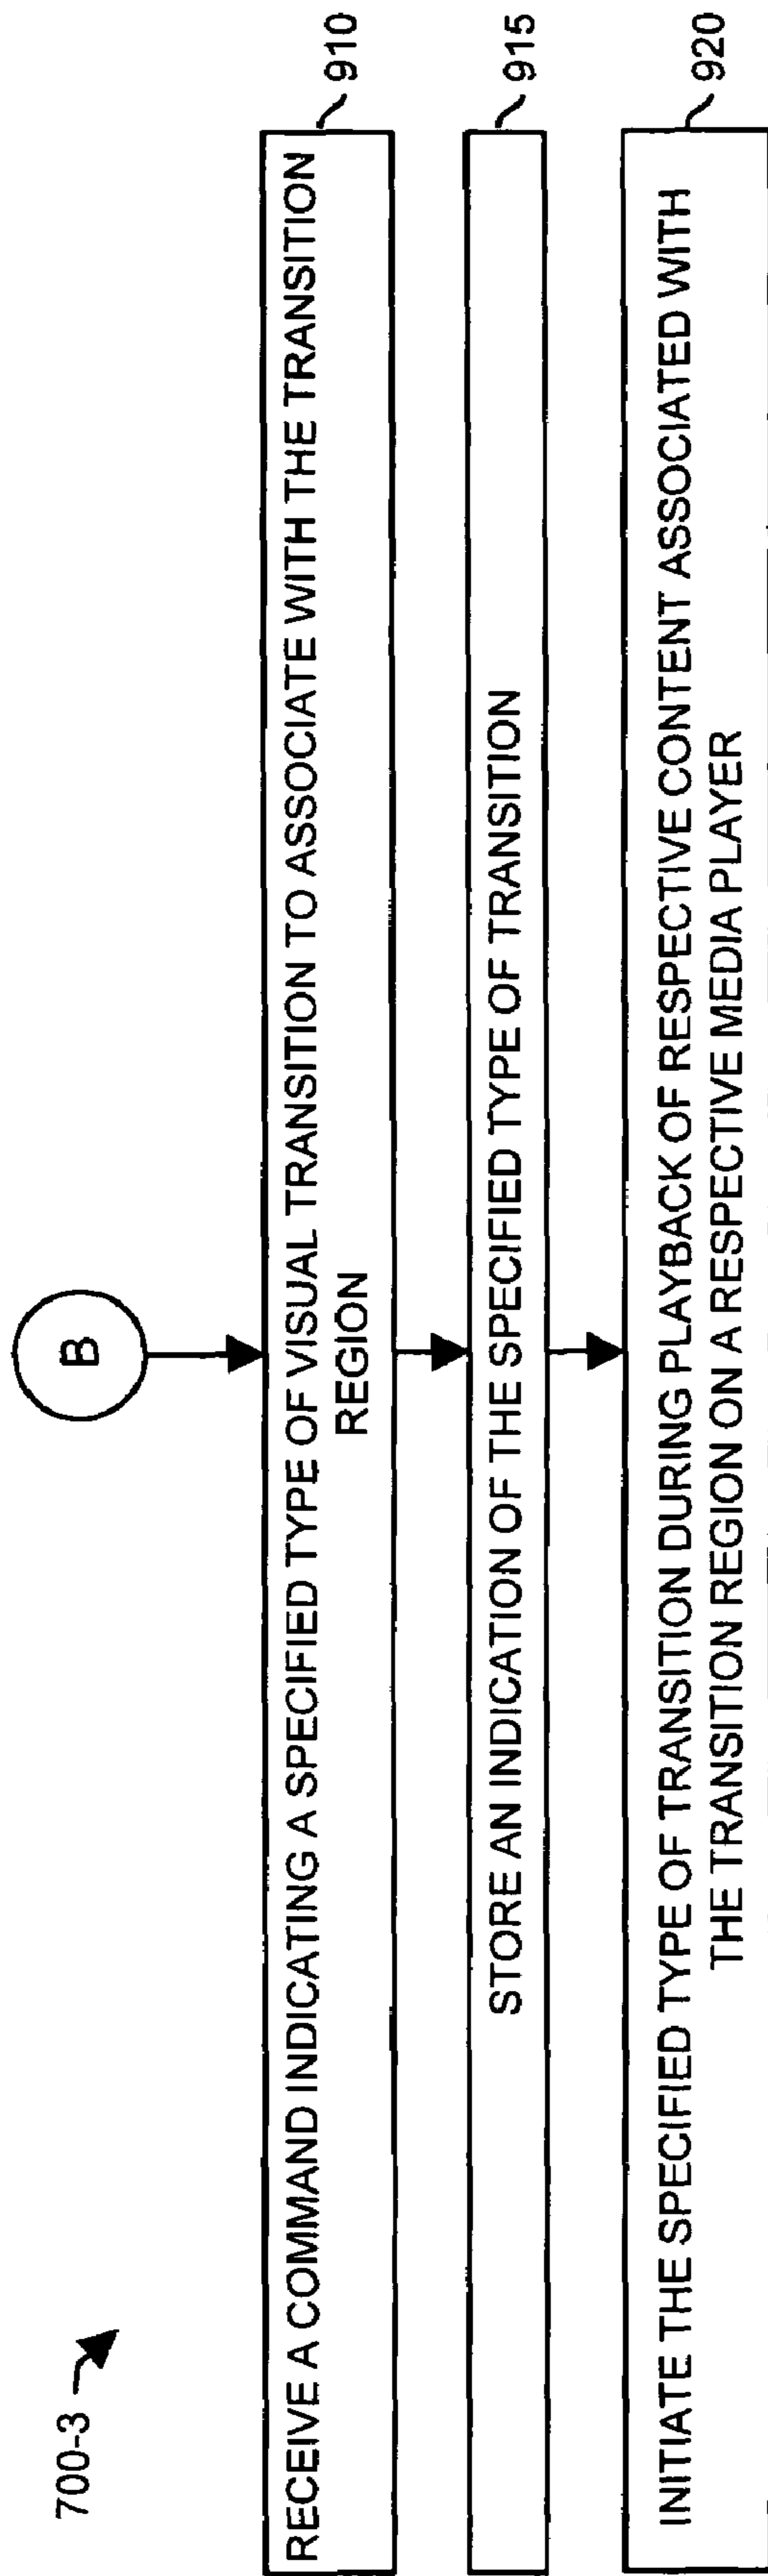 700-3
B
RECEIVE A COMMAND INDICATING A SPECIFIED TYPE OF VISUAL TRANSITION TO ASSOCIATE WITH THE TRANSITION
REGION
910
STORE AN INDICATION OF THE SPECIFIED TYPE OF TRANSITION
915
INITIATE THE SPECIFIED TYPE OF TRANSITION DURING PLAYBACK OF RESPECTIVE CONTENT ASSOCIATED WITH
THE TRANSITION REGION ON A RESPECTIVE MEDIA PLAYER
920